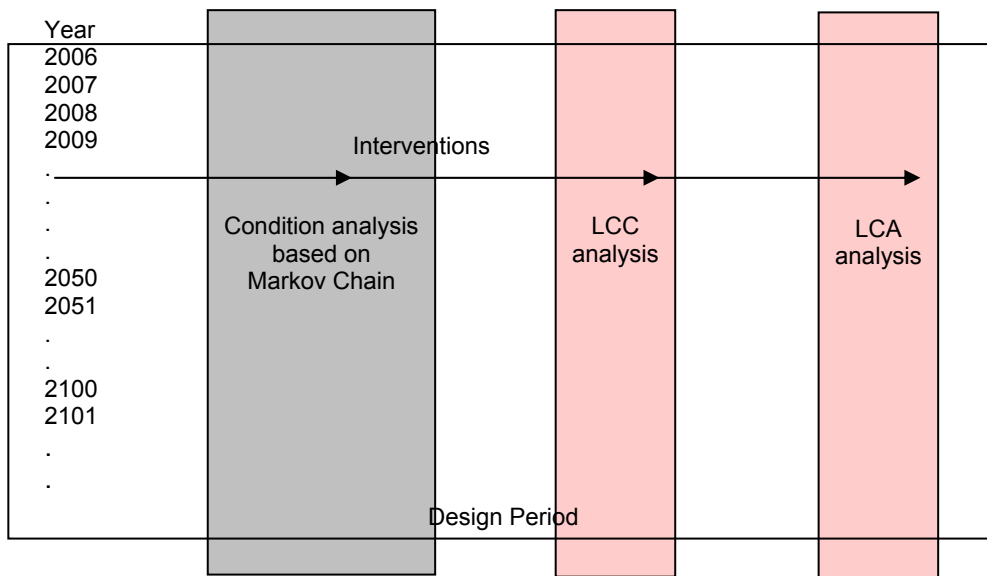 Year
2006
2007
2008
2009
.
.
.
.
2050
2051
.
.
2100
2101
.
.
Interventions
Condition analysis
based on
Markov Chain
LCC
analysis
LCA
analysis
Design Period